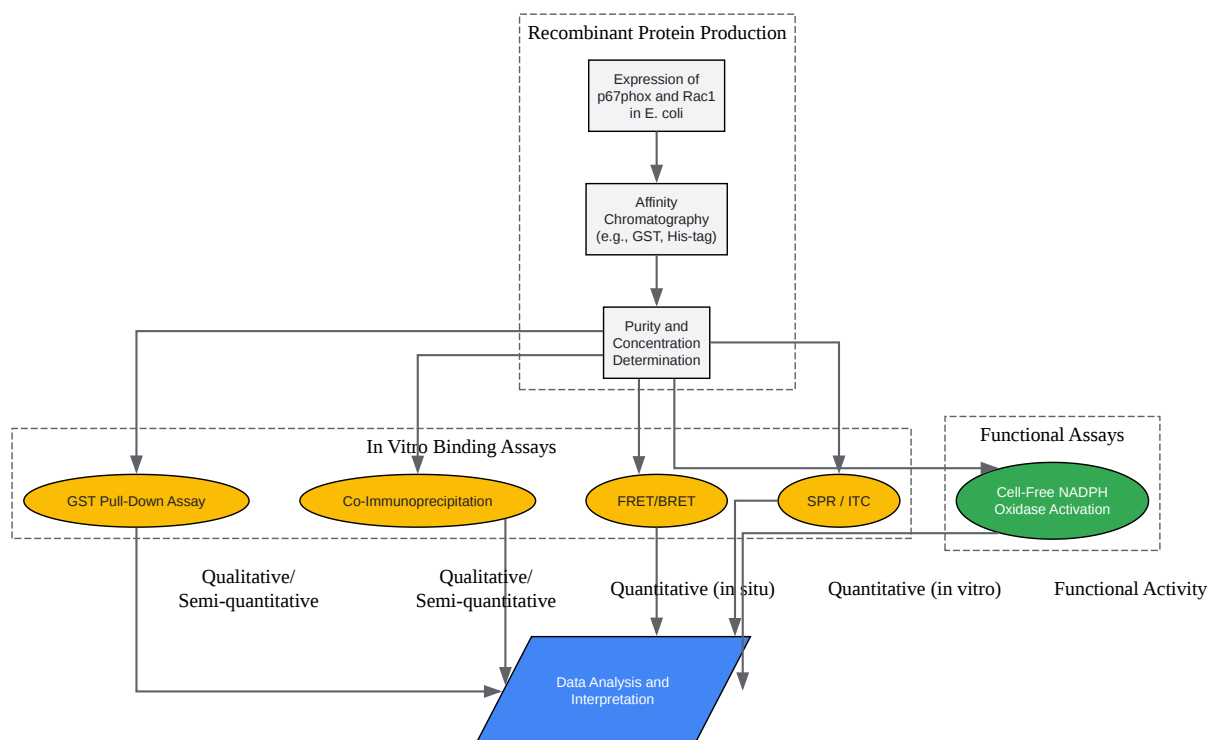 Recombinant Protein Production
Expression of
p67phox and Rac1
in E. coli
Affinity
Chromatography
(e.g., GST, His-tag)
Purity and
Concentration
Determination
In Vitro Binding Assays
Functional Assays
GST Pull-Down Assay
Co-Immunoprecipitation
FRET/BRET
SPR / ITC
Cell-Free NADPH
Oxidase Activation
Qualitative/
Semi-quantitative
Qualitative/
Semi-quantitative
Quantitative (in situ)
Quantitative (in vitro)
Functional Activity
Data Analysis and
Interpretation